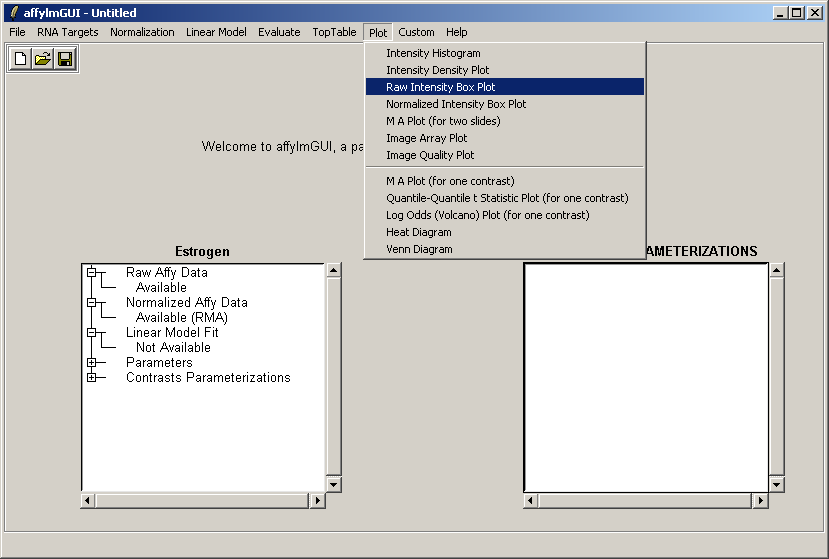 affylmGUI - Untitled
File RNA Targets Normalization Linear Model Evaluate TopTable Plot Custom Help
Intensity Histogram
Intensity Density Plot
Raw Intensity Box Plot
Normalized Intensity Box Plot
M A Plot (for two slides)
Image Array Plot
Welcome to affylmGUI, a pa
Image Quality Plot
M A Plot (for one contrast)
Quantile-Quantile t Statistic Plot (for one contrast)
Log Odds (Volcano) Plot (for one contrast)
Heat Diagram
Venn Diagram
Estrogen
AMETERIZATIONS
Raw Affy Data
Available
Normalized Affy Data
Available (RMA)
Linear Model Fit
Not Available
Parameters
Contrasts Parameterizations